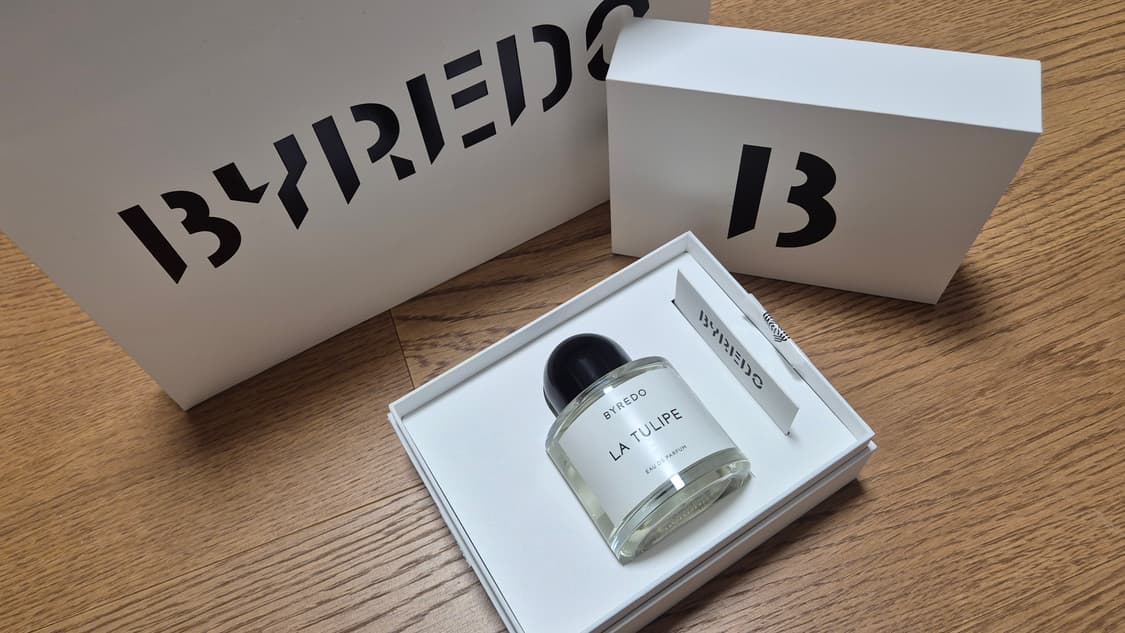 BYREDO
B
BYREDO
BYREDO
LA TULIPE
EAU DE PARFUM